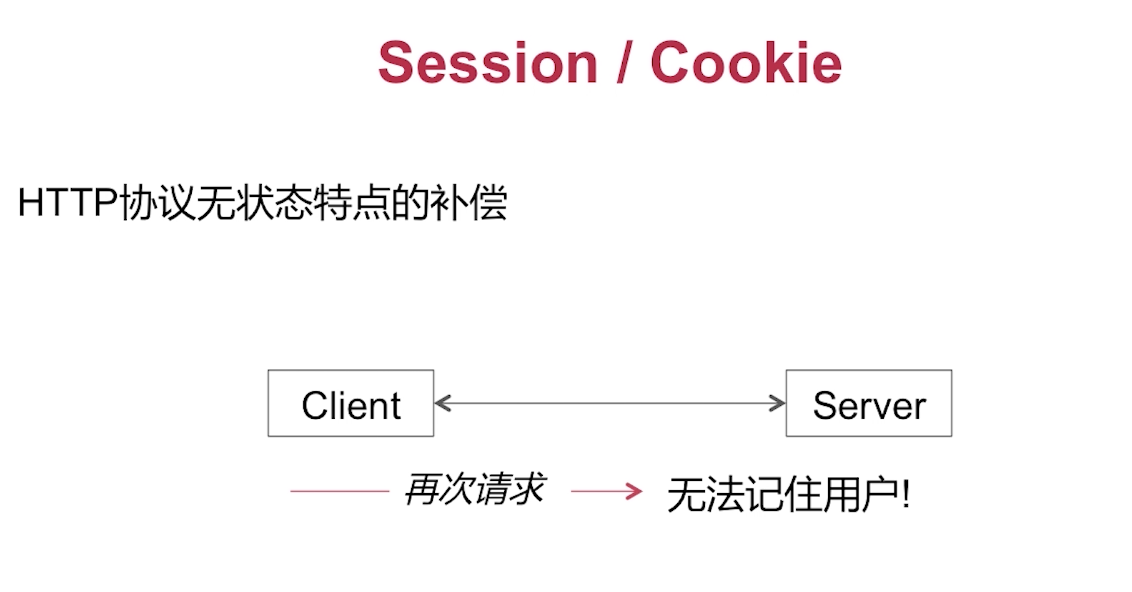 Session / Cookie
HTTP协议无状态特点的补偿
Client
Server
再次请求
无法记住用户!